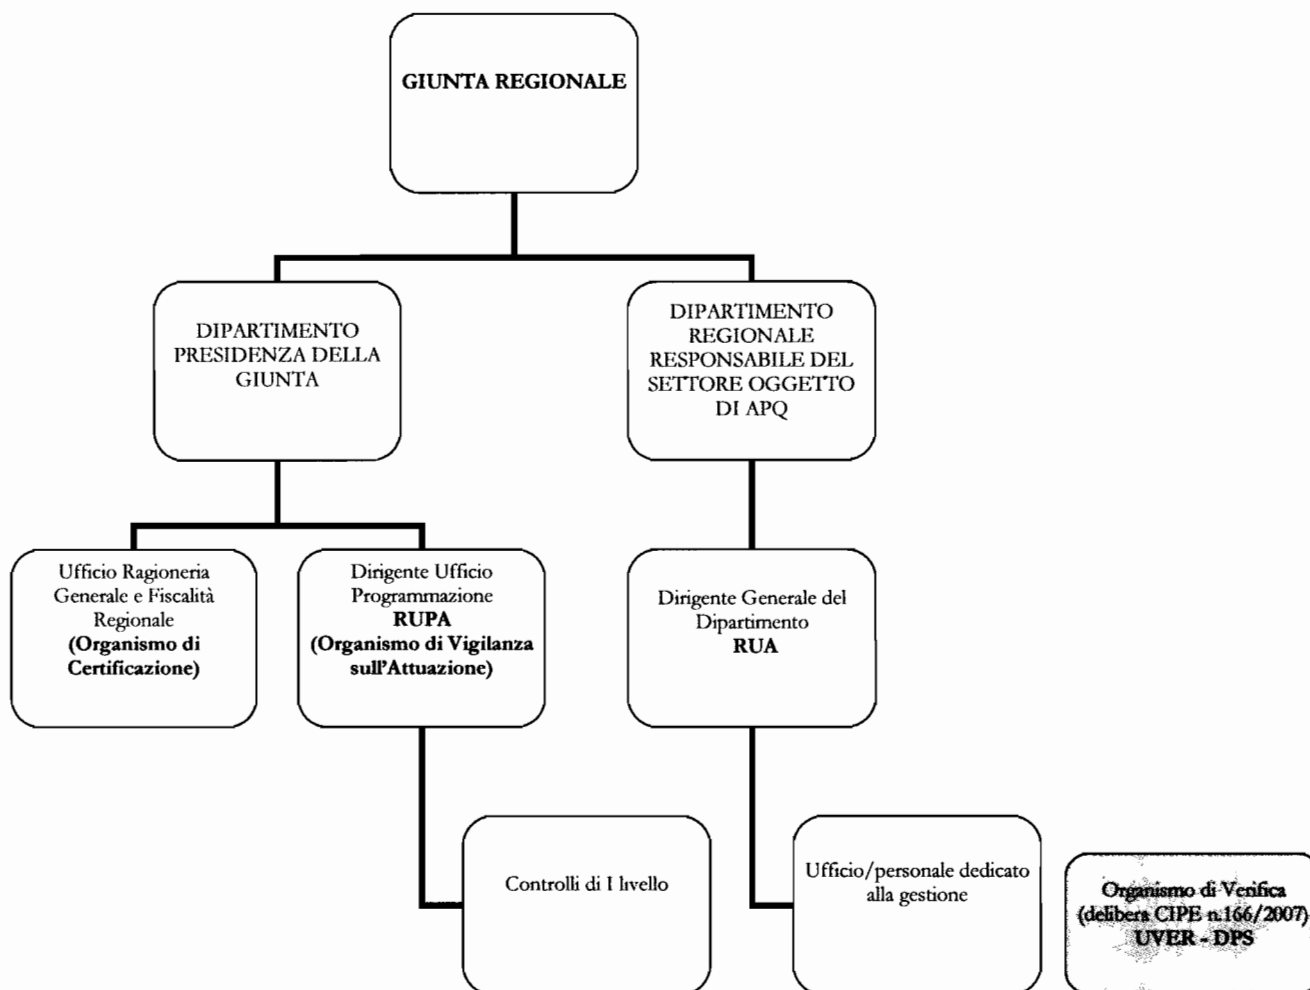 GIUNTA REGIONALE
DIPARTIMENTO
PRESIDENZA DELLA
GIUNTA
DIPARTIMENTO
REGIONALE
RESPONSABILE DEL
SETTORE OGGETTO
DI APQ
Ufficio Ragioneria
Generale e Fiscalità
Regionale
(Organismo di
Certificazione)
Dirigente Ufficio
Programmazione
RUPA
(Organismo di Vigilanza
sull'Attuazione)
Dirigente Generale del
Dipartimento
RUA
Controlli di I livello
Ufficio/personale dedicato
alla gestione
Organismo di Verifica
(delibera CIPE n.166/2007)
UVER - DPS